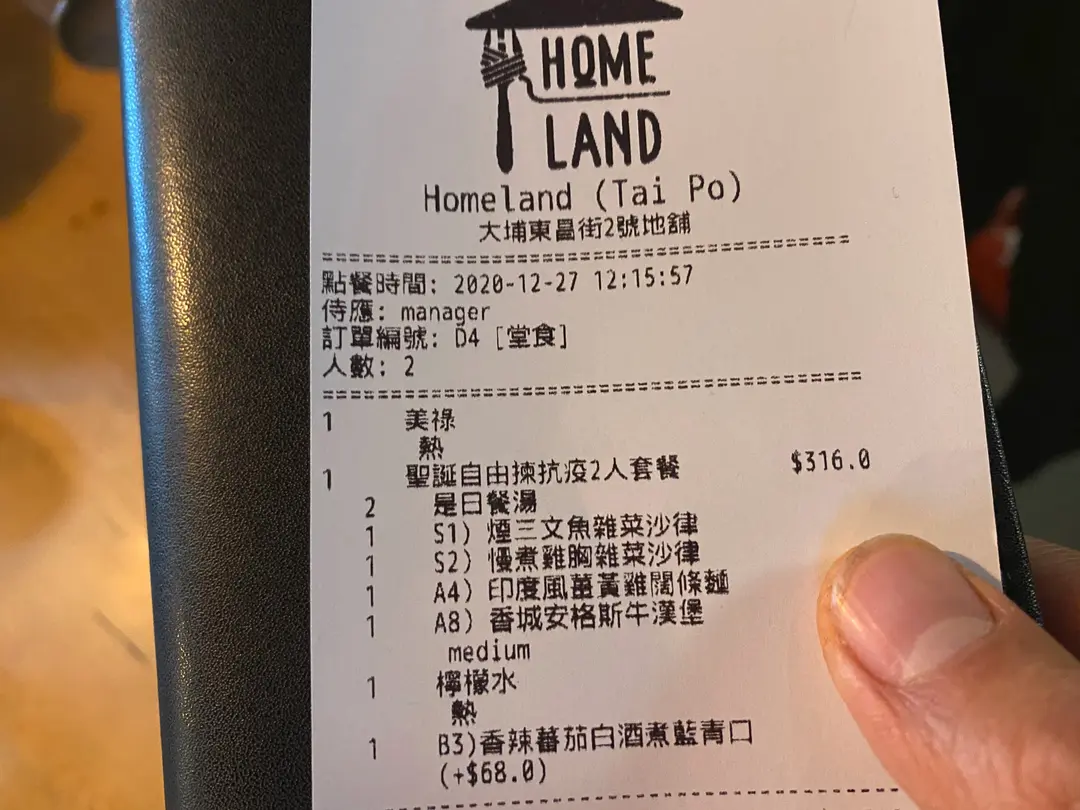 HOME
LAND
Homeland (Tai Po)
大埔東昌街2號地舖
點餐時間: 2020-12-27 12:15:57
侍應: manager
訂單編號: D4 [堂食]
人數: 2
1 美祿
熱
1 聖誕自由揀抗疫2人套餐 $316.0
2 是日餐湯
1 S1) 煙三文魚雜菜沙律
1 S2) 慢煮雞胸雜菜沙律
1 A4) 印度風薑黃雞闊條麵
1 A8) 香城安格斯牛漢堡
medium
1 檸檬水
熱
1 B3)香辣蕃茄白酒煮藍青口
(+$68.0)